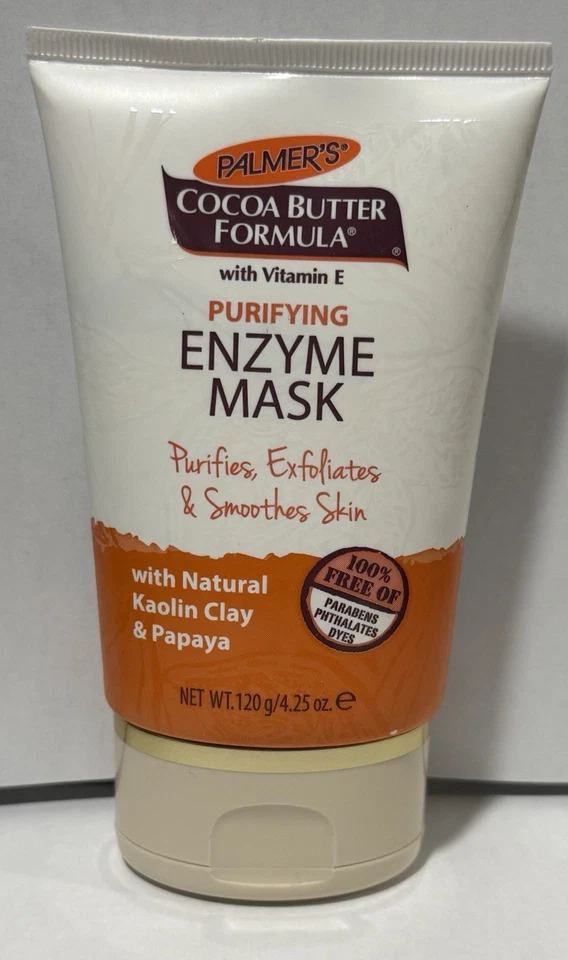 PALMER'S®
COCOA BUTTER
FORMULA®
®
with Vitamin E
PURIFYING
ENZYME
MASK
Purifies, Exfoliates
& Smoothes Skin
with Natural
Kaolin Clay
& Papaya
100%
FREE OF
PARABENS
PHTHALATES
DYES
NET WT.120 g/4.25 oz. ℮